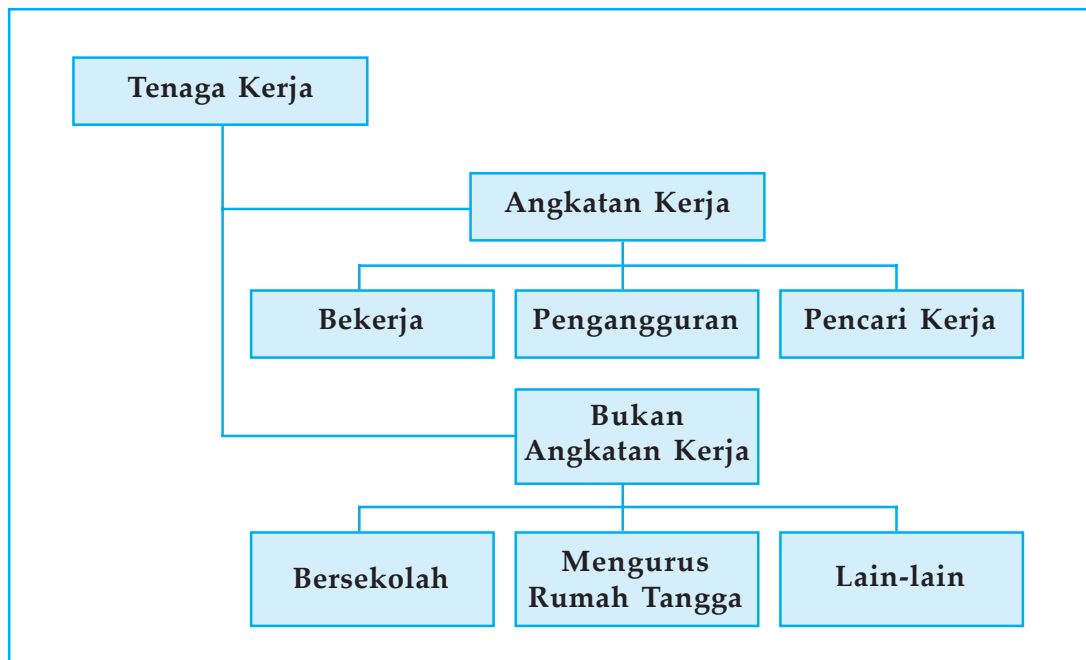 Tenaga Kerja
Angkatan Kerja
Bekerja
Pengangguran
Pencari Kerja
Bukan
Angkatan Kerja
Bersekolah
Mengurus
Rumah Tangga
Lain-lain